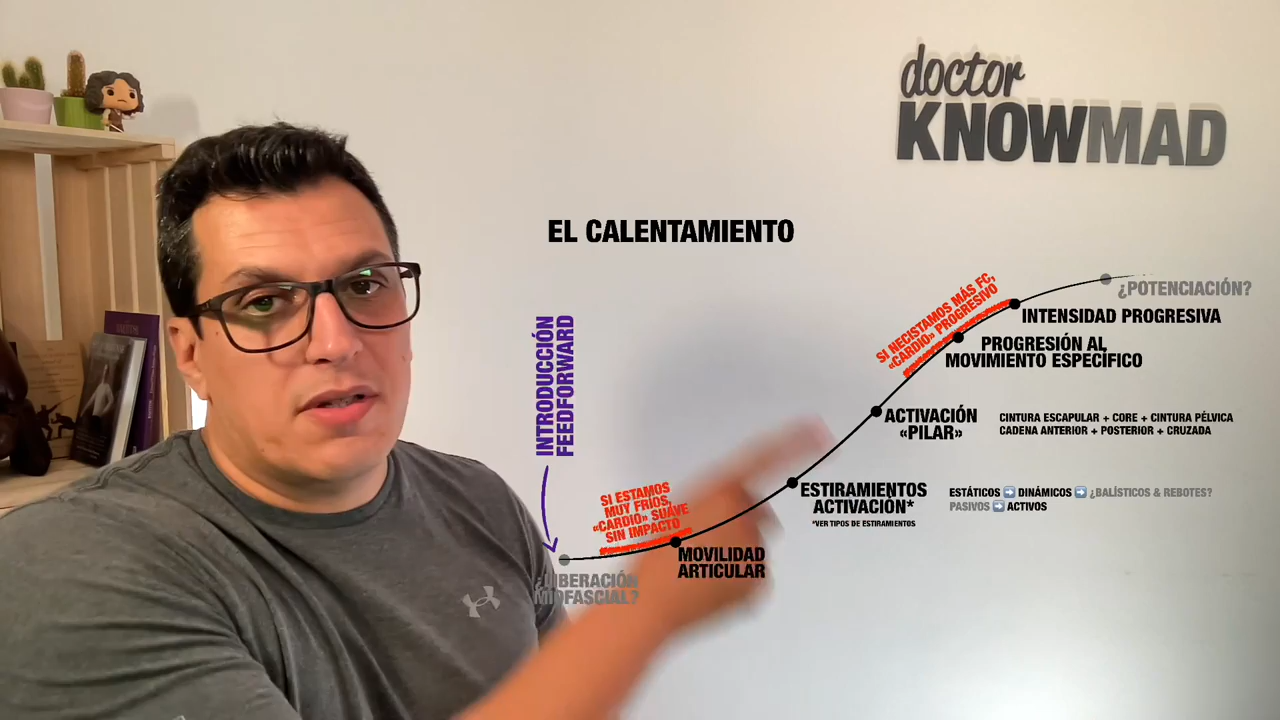 doctor
KNOWMAD
EL CALENTAMIENTO
INTRODUCCIÓN
FEEDFORWARD
¿LIBERACIÓN
MIOFASCIAL?
SI ESTAMOS
MUY FRÍOS,
«CARDIO» SUAVE
SIN IMPACTO
MOVILIDAD
ARTICULAR
ESTIRAMIENTOS
ACTIVACIÓN*
*VER TIPOS DE ESTIRAMIENTOS
ESTÁTICOS ➡ DINÁMICOS ➡ ¿BALÍSTICOS & REBOTES?
PASIVOS ➡ ACTIVOS
ACTIVACIÓN
«PILAR»
CINTURA ESCAPULAR + CORE + CINTURA PÉLVICA
CADENA ANTERIOR + POSTERIOR + CRUZADA
SI NECISTAMOS MÁS FC,
«CARDIO» PROGRESIVO
PROGRESIÓN AL
MOVIMIENTO ESPECÍFICO
INTENSIDAD PROGRESIVA
¿POTENCIACIÓN?